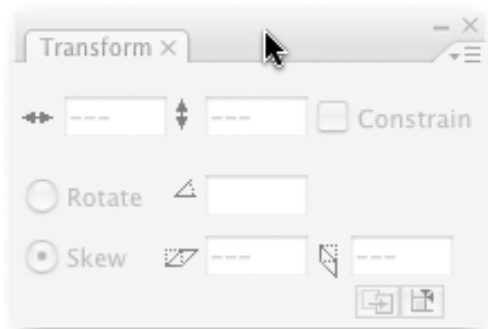 Transform
--- --- Constrain
Rotate
Skew --- ---